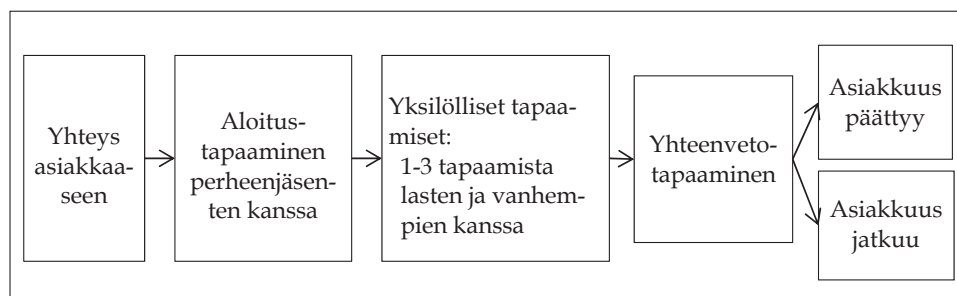 Yhteys
asiakkaa-
seen
Aloitus-
tapaaminen
perheenjäsen-
ten kanssa
Yksilölliset tapaa-
miset:
1-3 tapaamista
lasten ja vanhem-
pien kanssa
Yhteenveto-
tapaaminen
Asiakkuus
päättyy
Asiakkuus
jatkuu